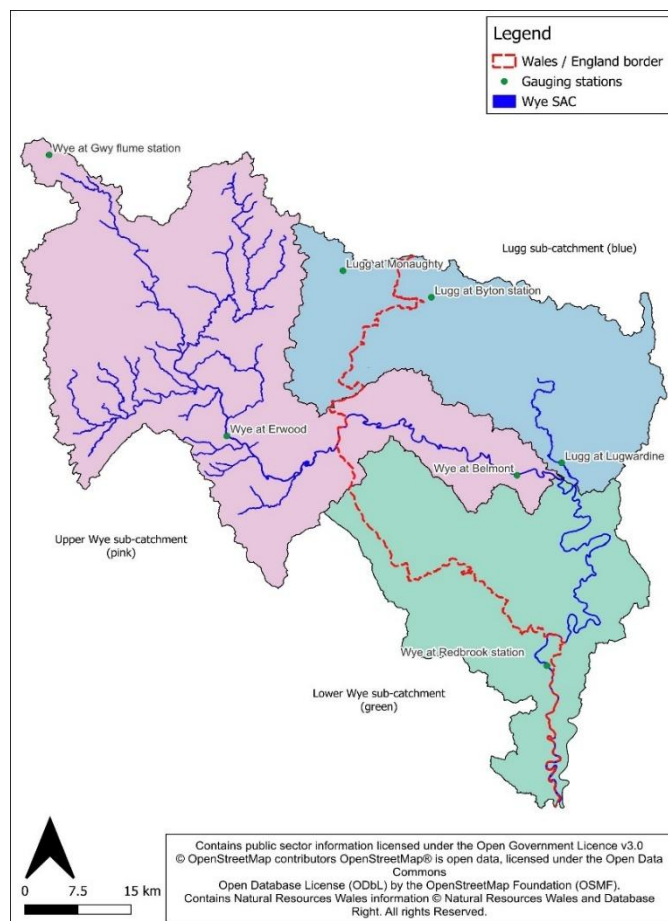 Legend
Wales / England border
Gauging stations
Wye SAC
Wye at Gwy flume station
Lugg sub-catchment (blue)
Lugg at Monaughty
Lugg at Byton station
Wye at Erwood
Lugg at Lugwardine
Wye at Belmont
Upper Wye sub-catchment
(pink)
Wye at Redbrook station
Lower Wye sub-catchment
(green)
0 7.5 15 km
Contains public sector information licensed under the Open Government Licence v3.0
© OpenStreetMap contributors OpenStreetMap® is open data, licensed under the Open Data
Commons
Open Database License (ODbL) by the OpenStreetMap Foundation (OSMF).
Contains Natural Resources Wales information © Natural Resources Wales and Database
Right. All rights Reserved.